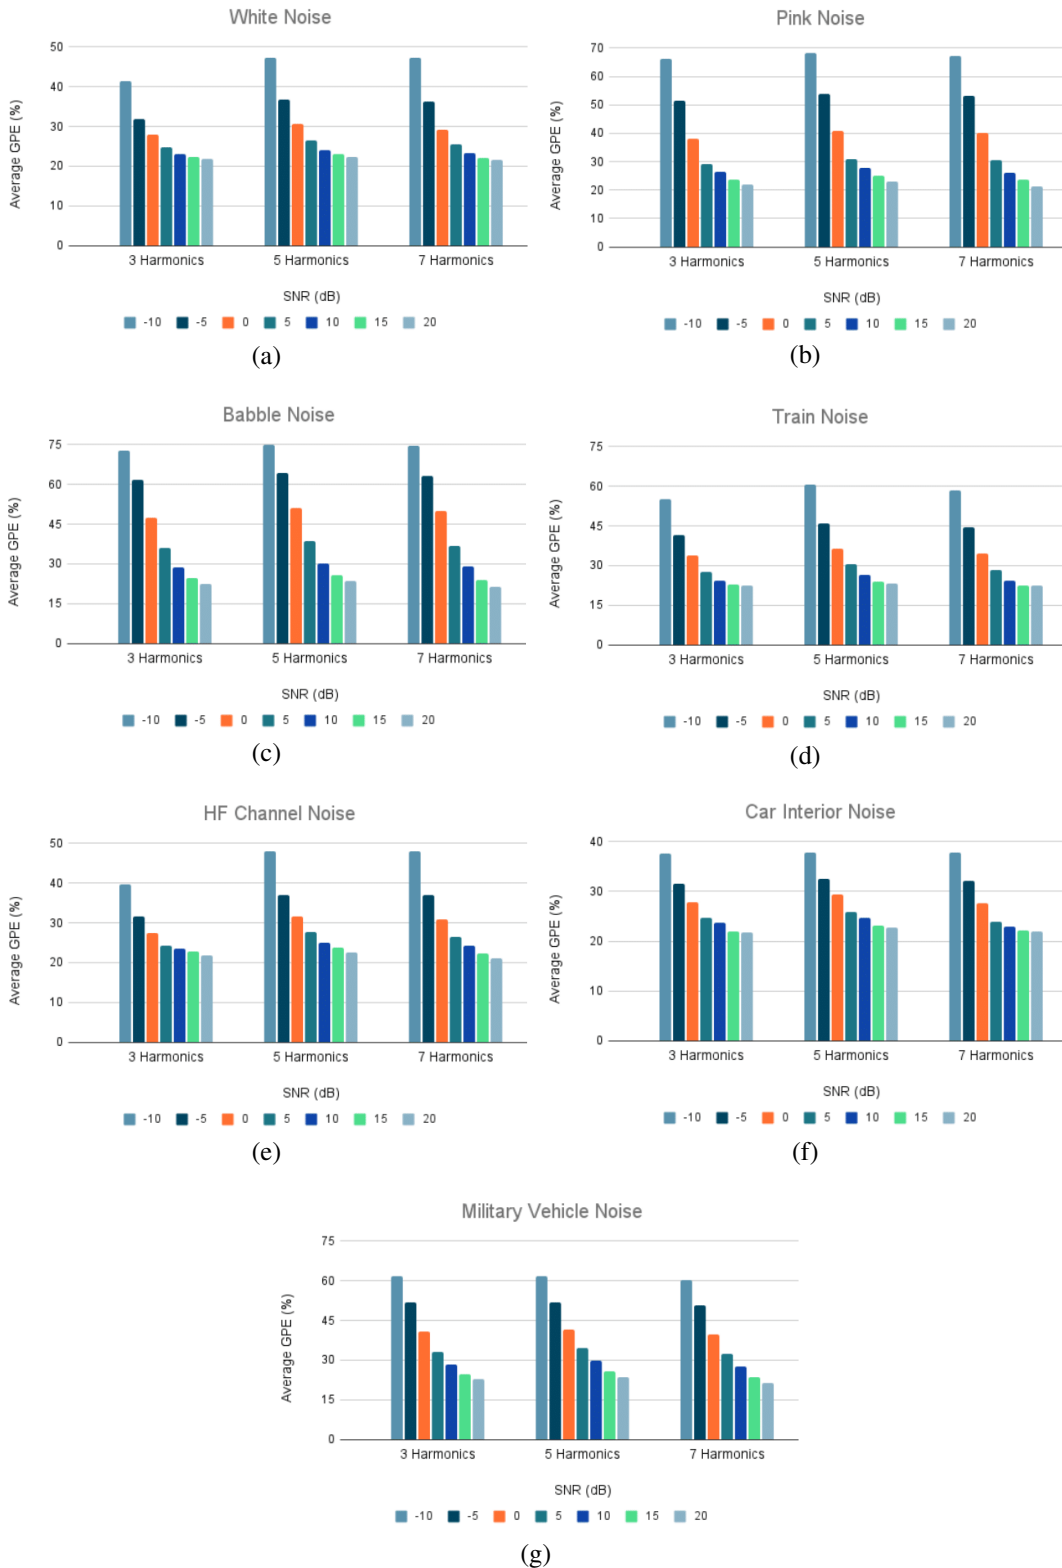 White Noise
Average GPE (%)
50
40
30
20
10
0
3 Harmonics 5 Harmonics 7 Harmonics
SNR (dB)
-10 -5 0 5 10 15 20
(a)
Pink Noise
Average GPE (%)
70
60
50
40
30
20
10
0
3 Harmonics 5 Harmonics 7 Harmonics
SNR (dB)
-10 -5 0 5 10 15 20
(b)
Babble Noise
Average GPE (%)
75
60
45
30
15
0
3 Harmonics 5 Harmonics 7 Harmonics
SNR (dB)
-10 -5 0 5 10 15 20
(c)
Train Noise
Average GPE (%)
75
60
45
30
15
0
3 Harmonics 5 Harmonics 7 Harmonics
SNR (dB)
-10 -5 0 5 10 15 20
(d)
HF Channel Noise
Average GPE (%)
50
40
30
20
10
0
3 Harmonics 5 Harmonics 7 Harmonics
SNR (dB)
-10 -5 0 5 10 15 20
(e)
Car Interior Noise
Average GPE (%)
40
30
20
10
0
3 Harmonics 5 Harmonics 7 Harmonics
SNR (dB)
-10 -5 0 5 10 15 20
(f)
Military Vehicle Noise
Average GPE (%)
75
60
45
30
15
0
3 Harmonics 5 Harmonics 7 Harmonics
SNR (dB)
-10 -5 0 5 10 15 20
(g)